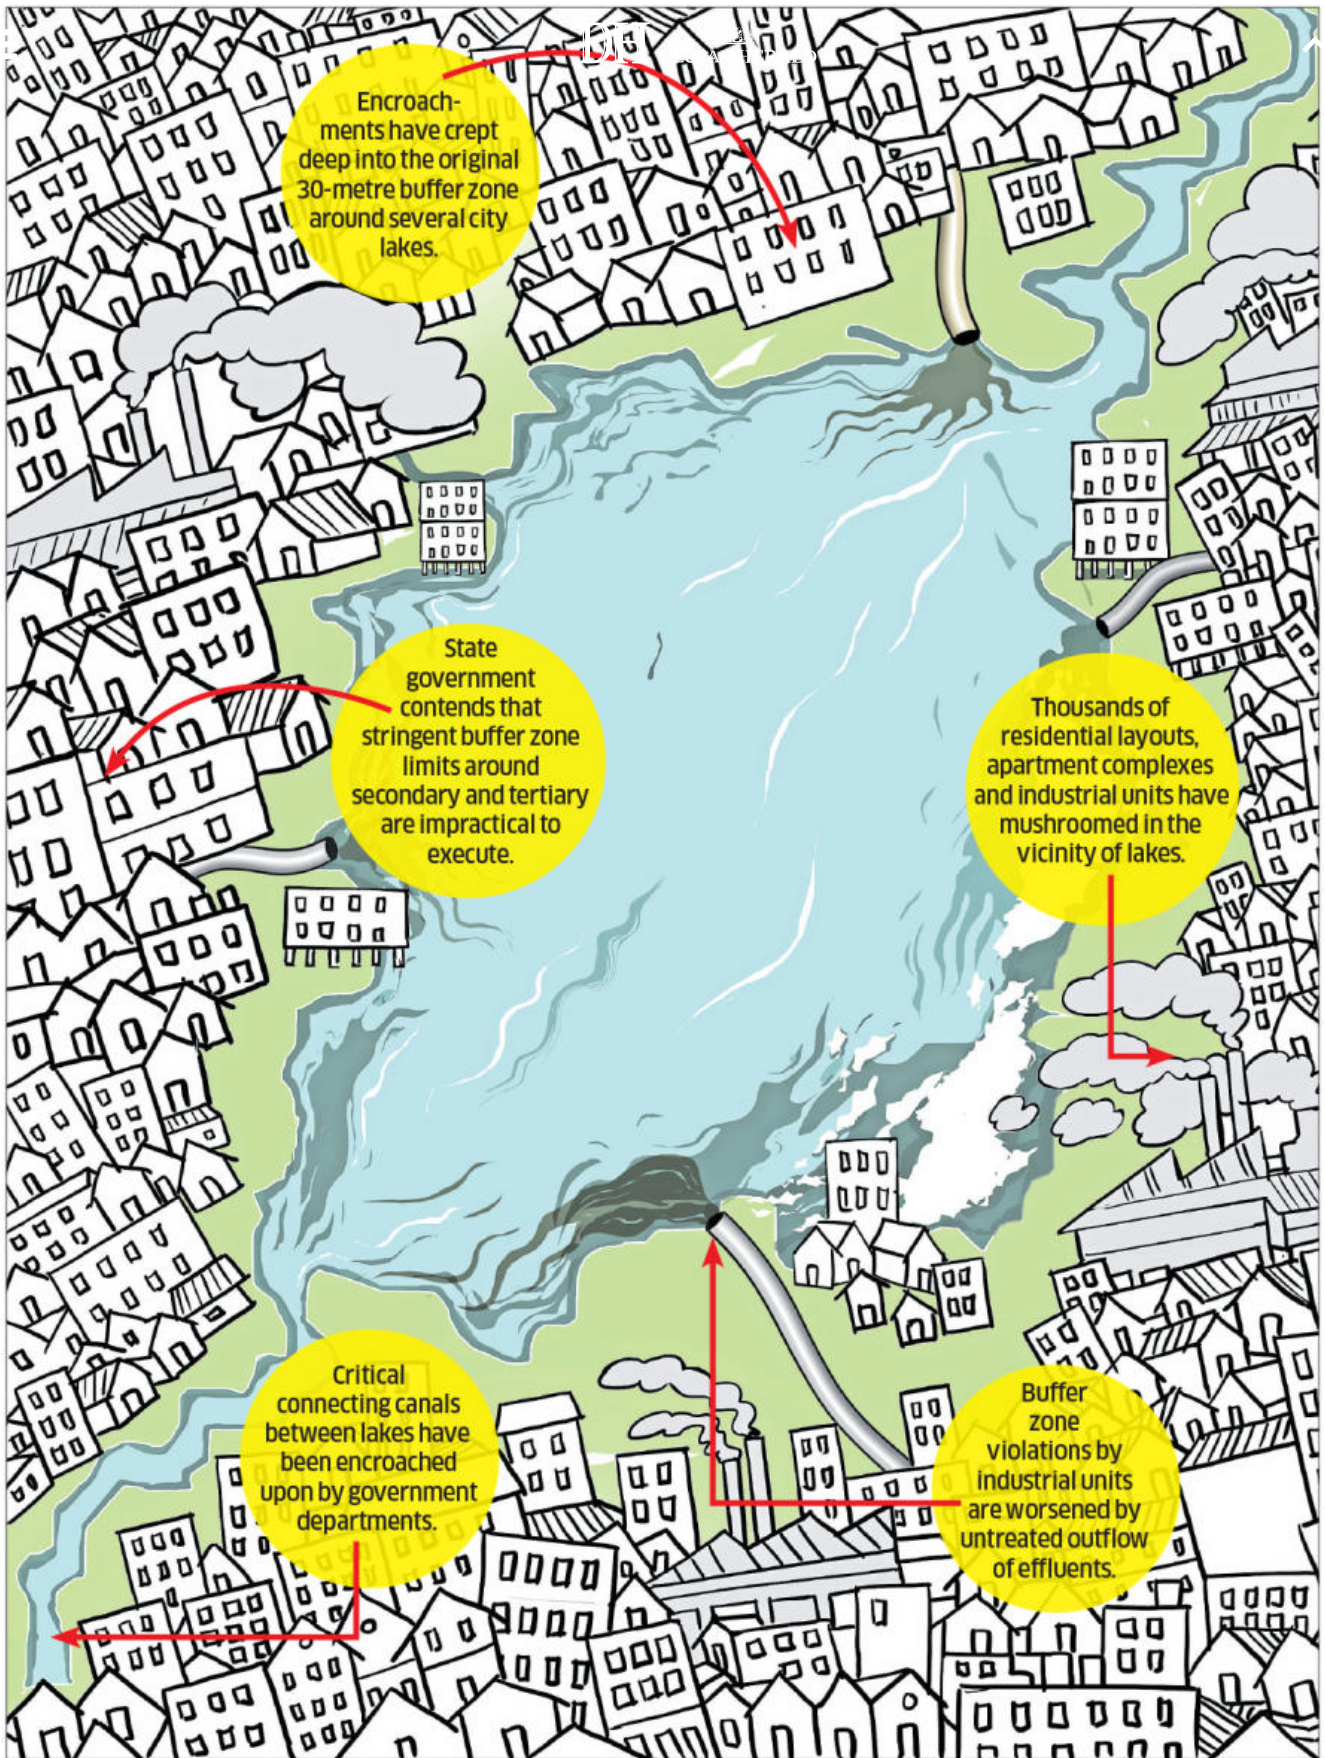 DH
Encroach-
ments have crept
deep into the original
30-metre buffer zone
around several city
lakes.
State
government
contends that
stringent buffer zone
limits around
secondary and tertiary
are impractical to
execute.
Thousands of
residential layouts,
apartment complexes
and industrial units have
mushroomed in the
vicinity of lakes.
Critical
connecting canals
between lakes have
been encroached
upon by government
departments.
Buffer
zone
violations by
industrial units
are worsened by
untreated outflow
of effluents.